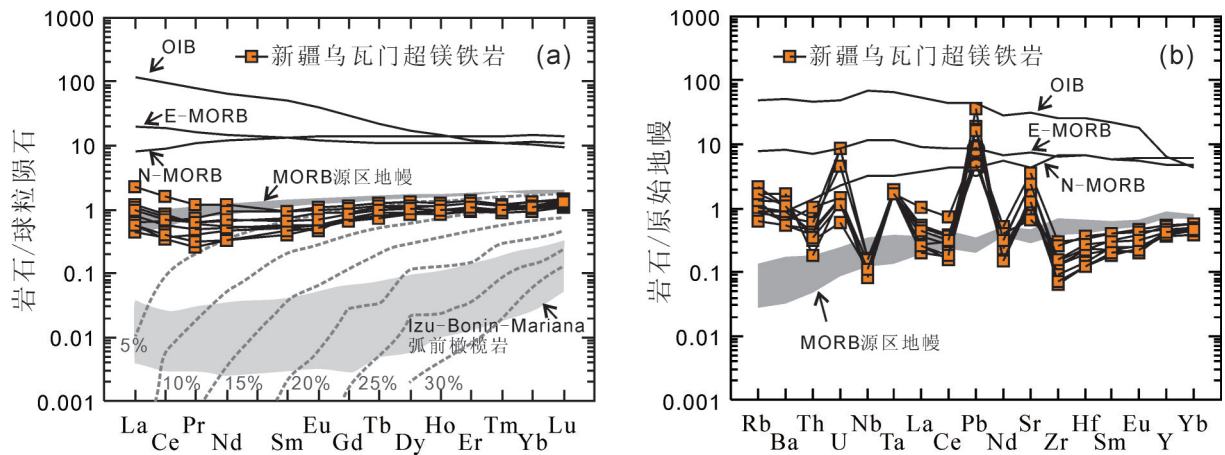 1000
100
10
1
0.1
0.01
0.001
岩石/球粒陨石
OIB
新疆乌瓦门超镁铁岩
(a)
E-MORB
N-MORB
MORB源区地幔
Izu-Bonin-Mariana
弧前橄榄岩
5%
10%
15%
20%
25%
30%
La
Ce
Pr
Nd
Sm
Eu
Gd
Tb
Dy
Ho
Er
Tm
Yb
Lu
1000
100
10
1
0.1
0.01
0.001
岩石/原始地幔
新疆乌瓦门超镁铁岩
(b)
OIB
E-MORB
N-MORB
MORB源区地幔
Rb
Ba
Th
U
Nb
Ta
La
Ce
Pb
Nd
Sr
Zr
Hf
Sm
Eu
Y
Yb